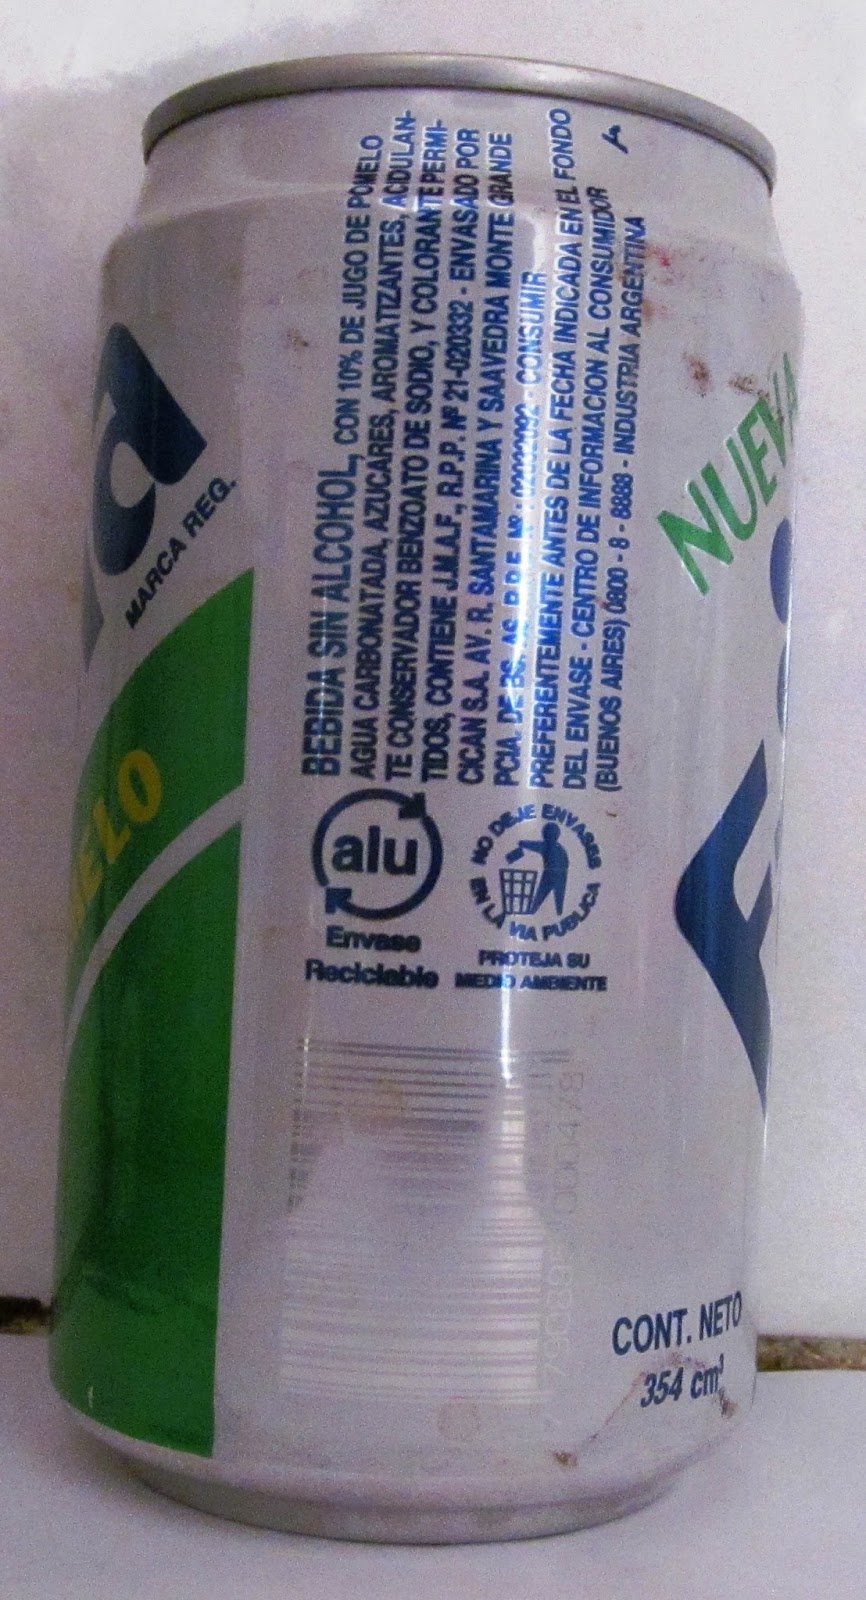 a
MARCA REG.
ELO
BEBIDA SIN ALCOHOL, CON 10% DE JUGO DE POMELO
AGUA CARBONATADA, AZUCARES, AROMATIZANTES, ACIDULAN-
TE CONSERVADOR BENZOATO DE SODIO, Y COLORANTE PERMI-
TIDOS, CONTIENE J.M.A.F., R.P.P. Nº 21-020332 - ENVASADO POR
CICAN S.A. AV. R. SANTAMARINA Y SAAVEDRA MONTE GRANDE
PCIA. DE BS. AS. R.P.E. Nº: - CONSUMIR
PREFERENTEMENTE ANTES DE LA FECHA INDICADA EN EL FONDO
DEL ENVASE - CENTRO DE INFORMACION AL CONSUMIDOR
(BUENOS AIRES) 0800 - 8 - 8888 - INDUSTRIA ARGENTINA
alu
Envase
Reciclable
NO DEJE ENVASES
EN LA VIA PUBLICA
PROTEJA SU
MEDIO AMBIENTE
NUEVA
F
CONT. NETO
354 cm³